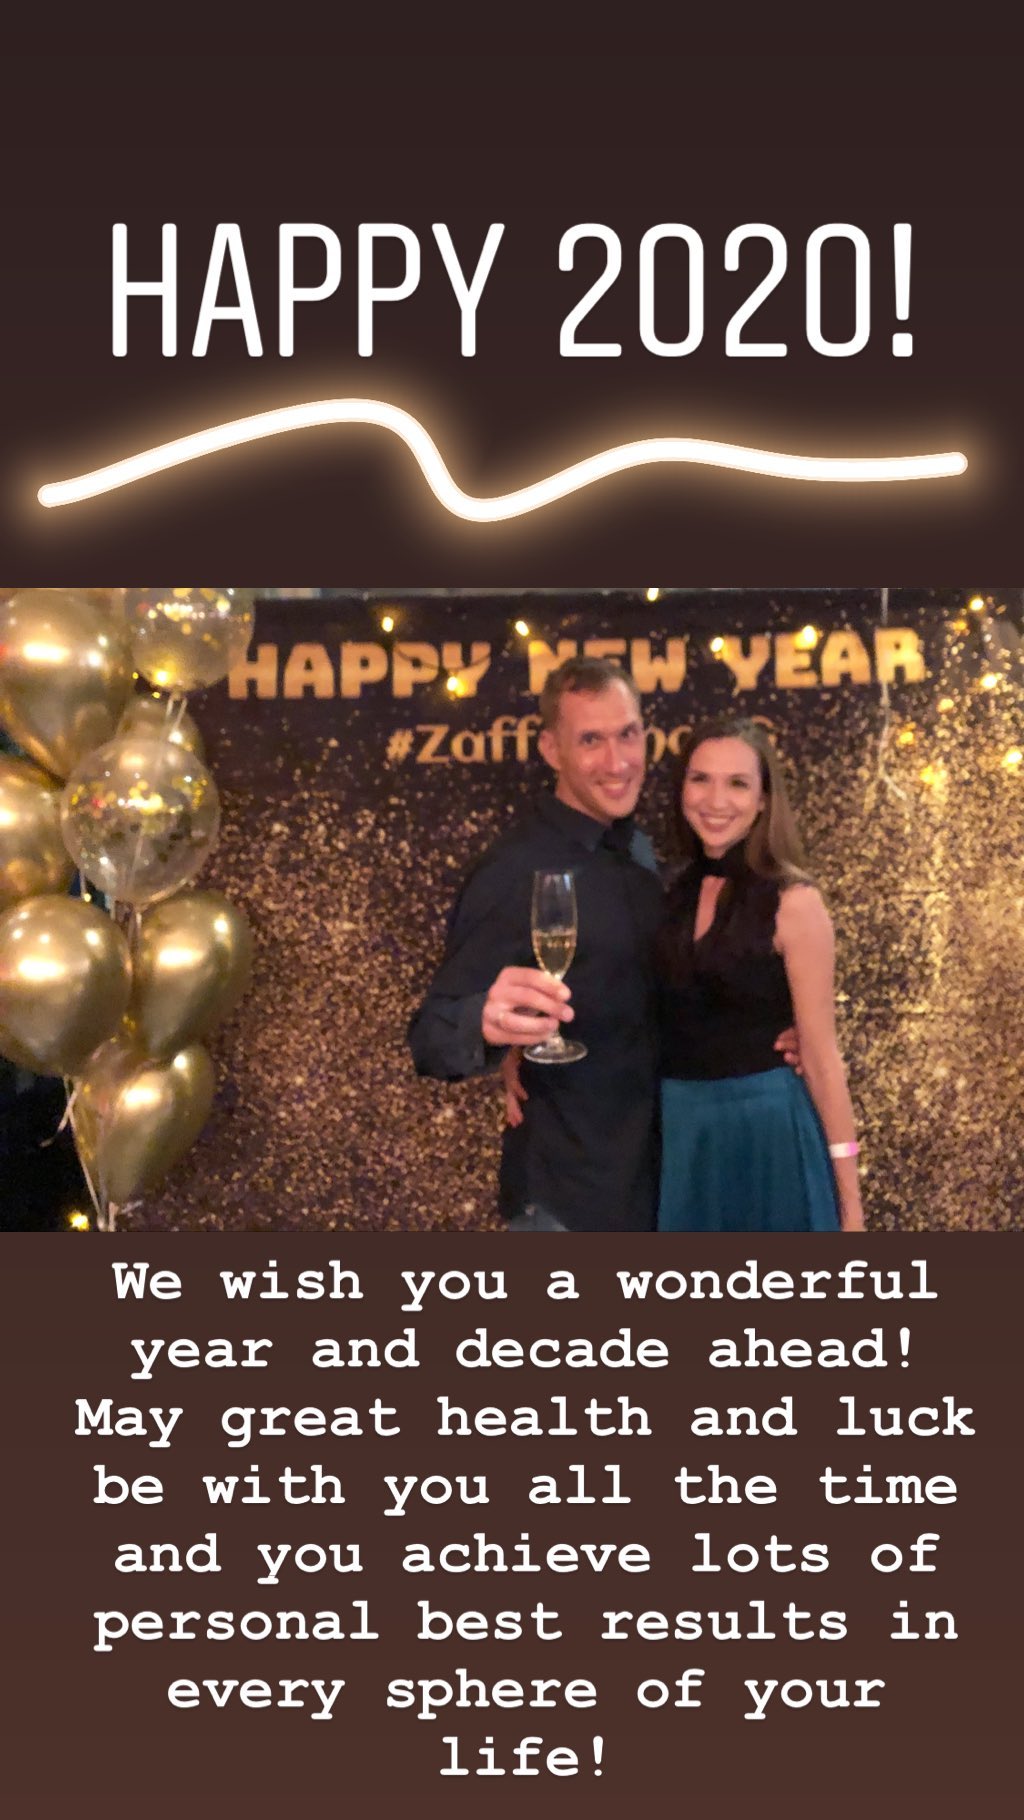 HAPPY 2020!
HAPPY NEW YEAR
We wish you a wonderful
year and decade ahead!
May great health and luck
be with you all the time
and you achieve lots of
personal best results in
every sphere of your
life!